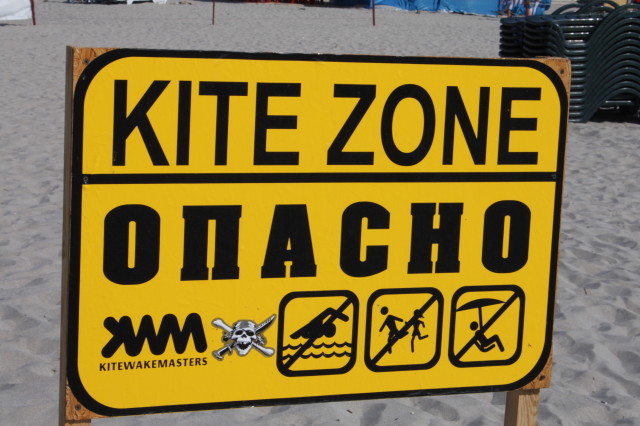 KITE ZONE
ОПАСНО
KWM
KITEWAKEMASTERS